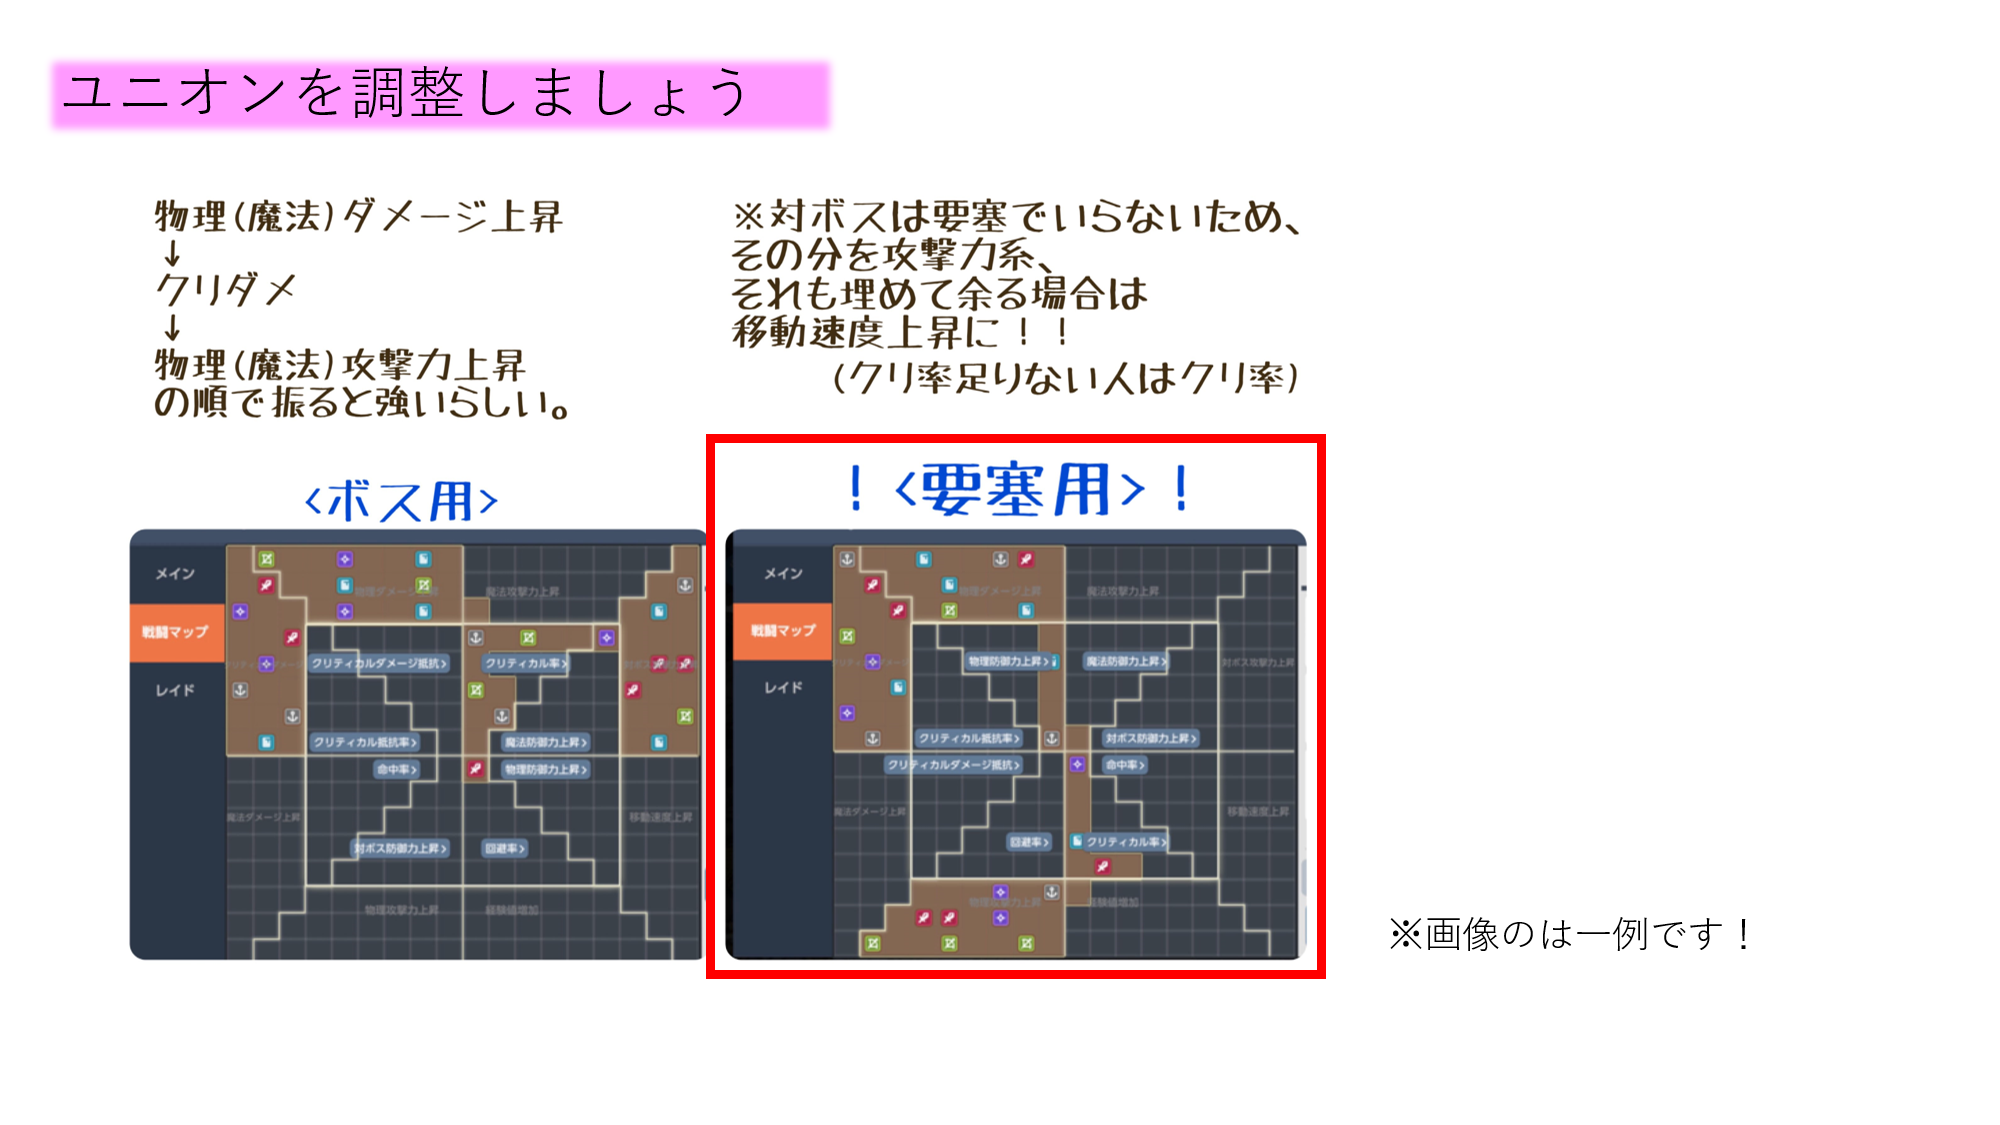 ユニオンを調整しましょう
物理(魔法)ダメージ上昇
↓
クリダメ
↓
物理(魔法)攻撃力上昇
の順で振ると強いらしい。
※対ボスは要塞でいらないため、
その分を攻撃力系、
それも埋めて余る場合は
移動速度上昇に！！
(クリ率足りない人はクリ率)
<ボス用>
メイン
戦闘マップ
レイド
魔法攻撃力上昇
クリティカルダメージ抵抗>
クリティカル率>
クリティカル抵抗率>
魔法防御力上昇>
命中率>
物理防御力上昇>
魔法ダメージ上昇
移動速度上昇
対ボス防御力上昇>
回避率>
物理攻撃力上昇
経験値増加
！<要塞用>！
メイン
戦闘マップ
レイド
物理ダメージ上昇
魔法攻撃力上昇
物理防御力上昇>
魔法防御力上昇>
対ボス攻撃力上昇
クリティカル抵抗率>
対ボス防御力上昇>
クリティカルダメージ抵抗>
命中率>
魔法ダメージ上昇
移動速度上昇
回避率>
クリティカル率>
経験値増加
※画像のは一例です！